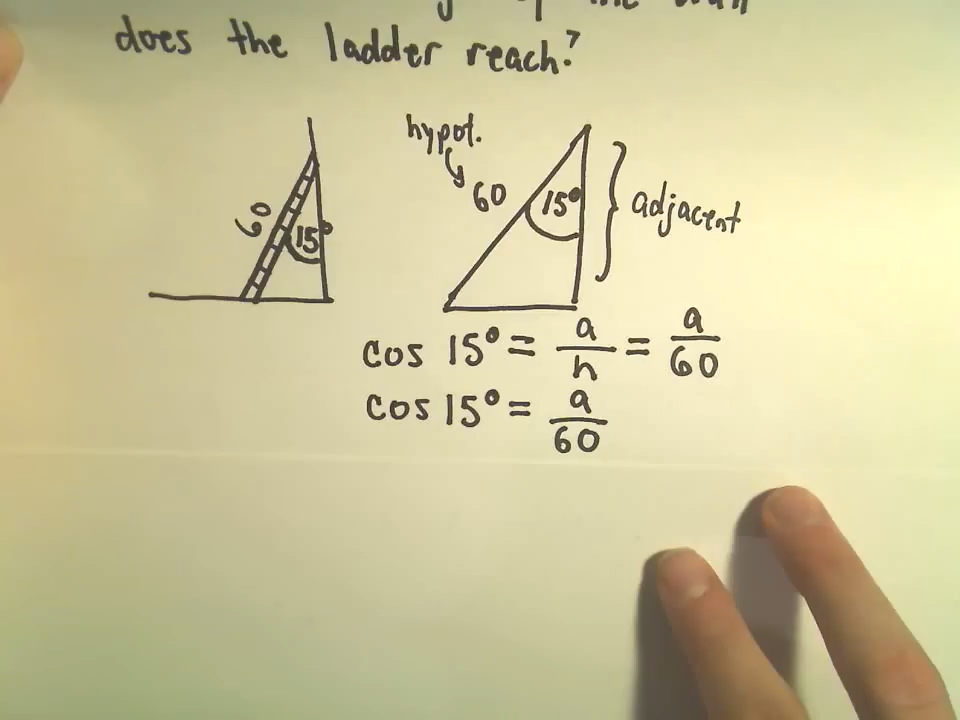 does the ladder reach?
hypot.
60
15°
adjacent
60
15°
cos 15° = a/h = a/60
cos 15° = a/60